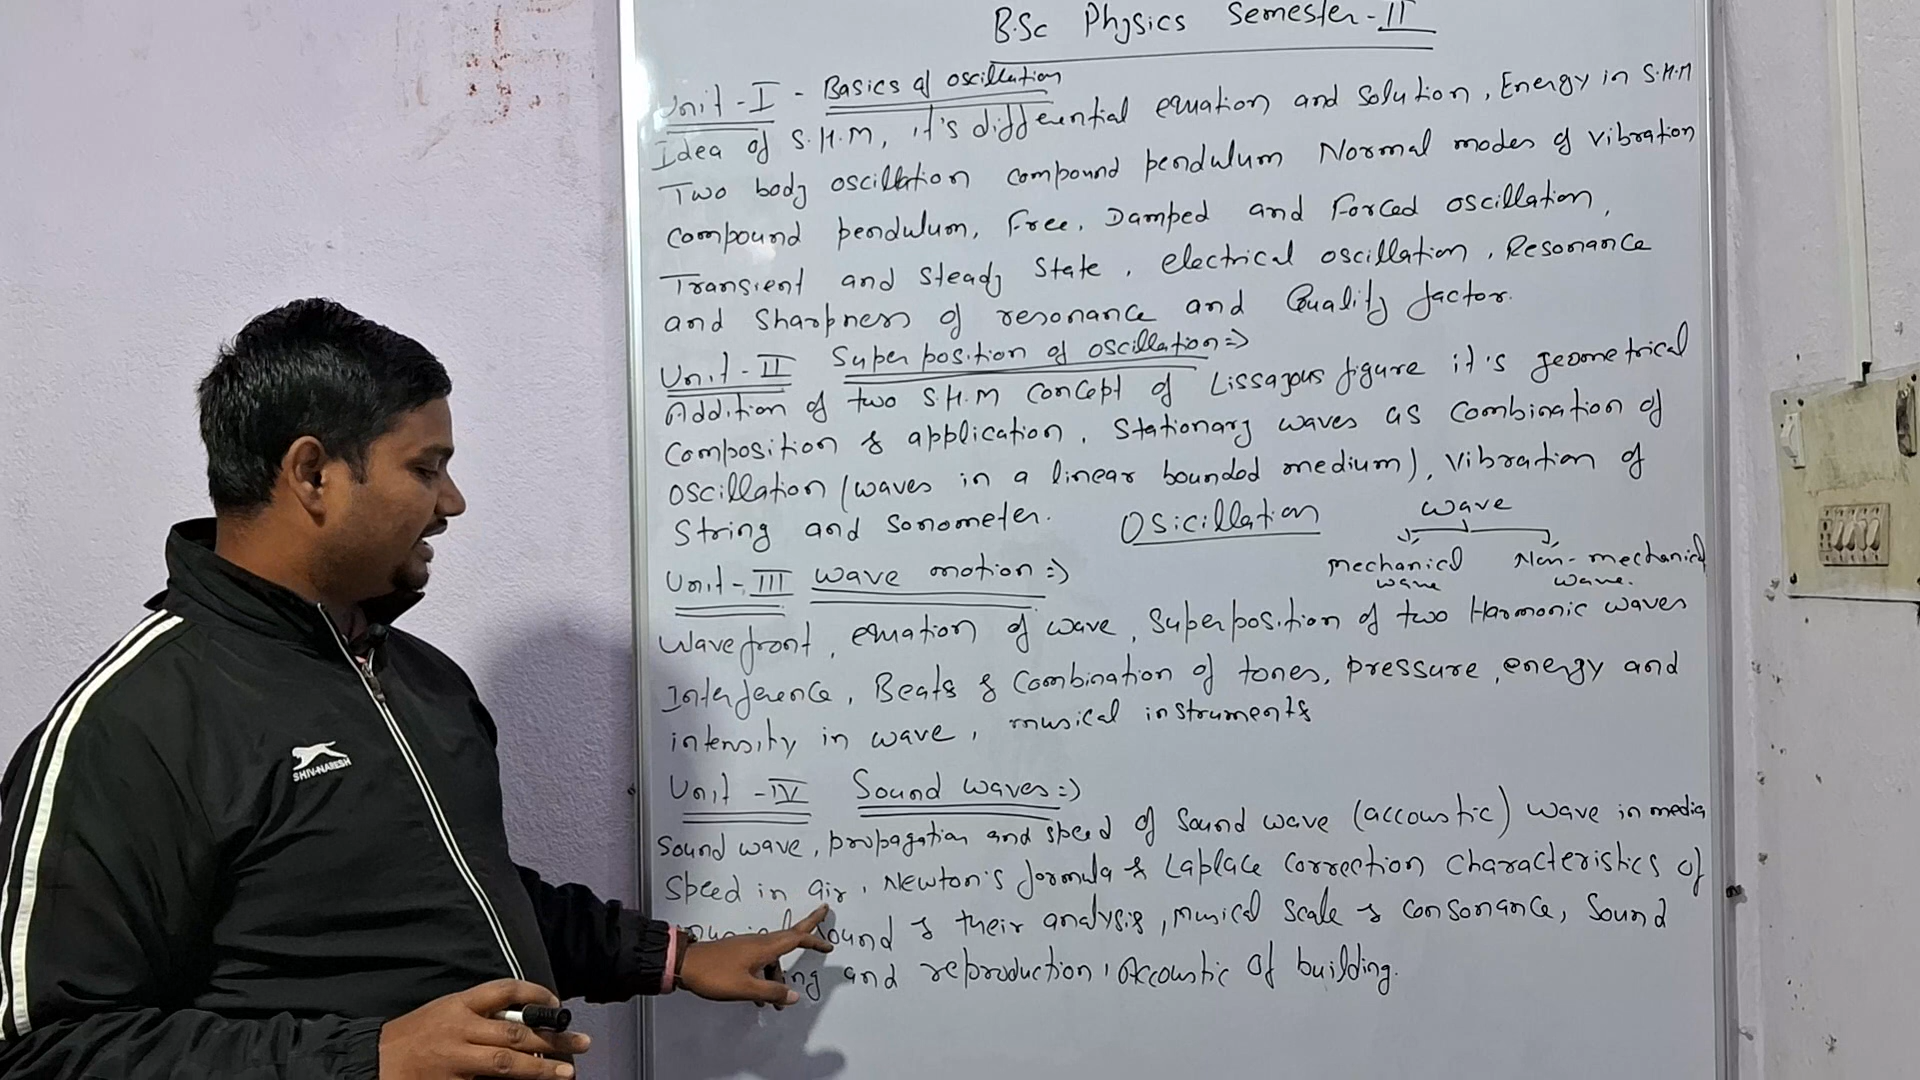 B.Sc Physics Semester-II
Unit-I - Basics of oscillation
Idea of S.H.M, it's differential equation and solution, Energy in S.H.M
Two body oscillation compound pendulum Normal modes of vibration
compound pendulum, Free, Damped and Forced oscillation,
Transient and steady state, electrical oscillation, Resonance
and sharpness of resonance and Quality factor.
Unit-II Superposition of oscillation⇒
Addition of two S.H.M concept of Lissajous figure it's geometrical
composition & application, stationary waves as combination of
oscillation (waves in a linear bounded medium), vibration of
string and sonometer.
Osicillation
wave
mechanical wave
Non-mechanical wave.
Unit-III wave motion⇒
Wavefront, equation of wave, Superposition of two Harmonic waves
Interference, Beats & combination of tones, pressure, energy and
intensity in wave, musical instruments
Unit-IV Sound waves⇒
Sound wave, propagation and speed of sound wave (accoustic) wave in media
speed in air, Newton's formula & Laplace correction characteristics of
sound & their analysis, musical scale & consonance, sound
and reproduction, Accoustic of building.
SHIV-NARESH